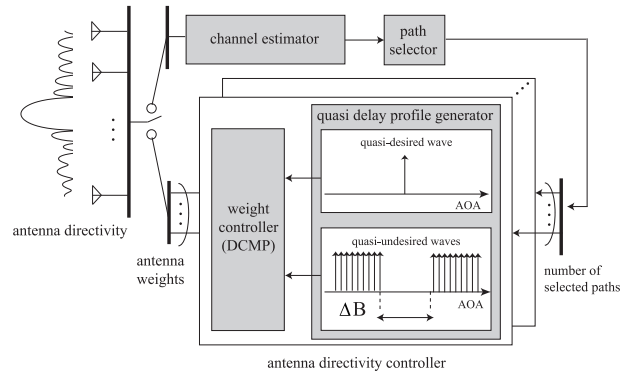 channel estimator
path
selector
quasi delay profile generator
quasi-desired wave
AOA
weight
controller
(DCMP)
quasi-undesired waves
AOA
ΔB
antenna directivity
antenna
weights
number of
selected paths
antenna directivity controller